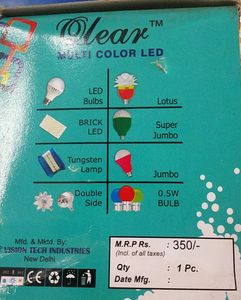 Clear™
MULTI COLOR LED
LED
Bulbs
Lotus
BRICK
LED
Super
Jumbo
Tungsten
Lamp
Jumbo
Double
Side
0.5W
BULB
Mfd. & Mktd. By:
VISION TECH INDUSTRIES
New Delhi
M.R.P Rs. : 350/-
(Incl. of all taxes)
Qty : 1 Pc.
Date Mfg. :